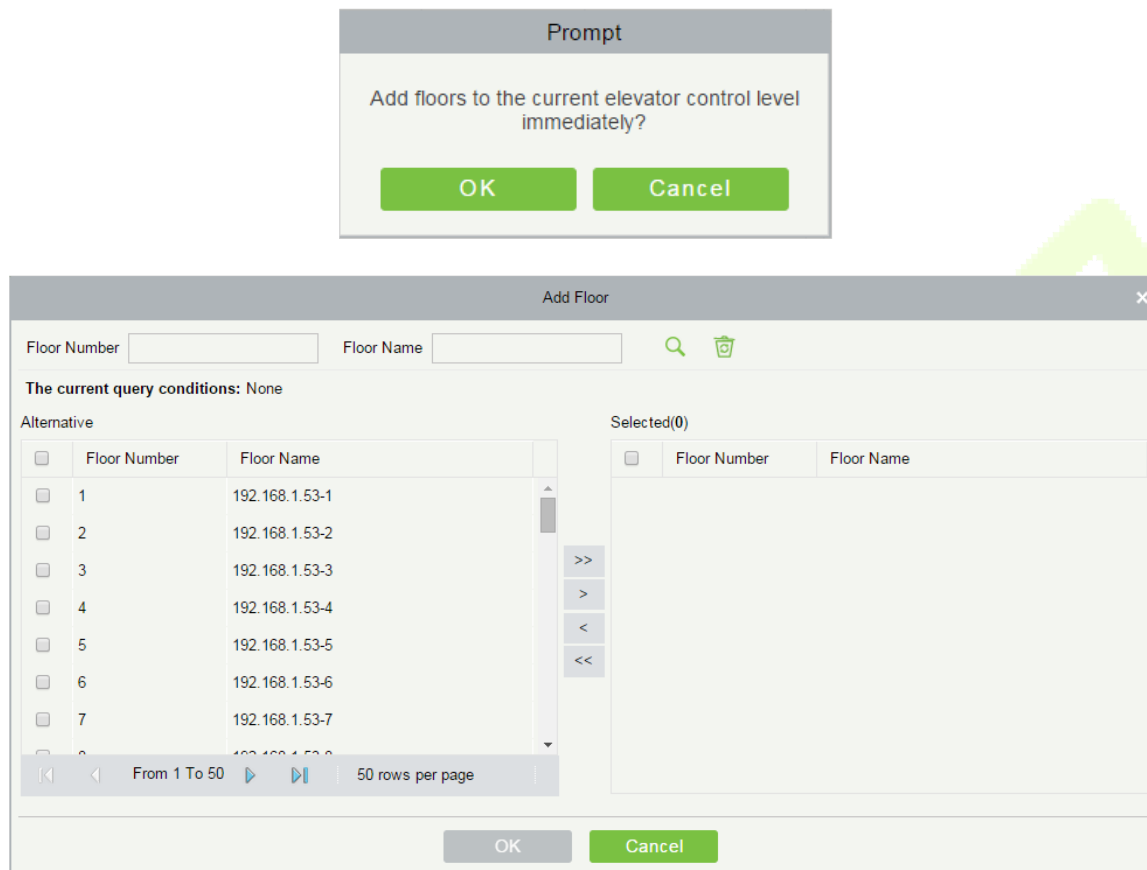 Prompt
Add floors to the current elevator control level
immediately?
OK Cancel
Add Floor ×
Floor Number Floor Name
The current query conditions: None
Alternative Selected(0)
Floor Number Floor Name Floor Number Floor Name
1 192.168.1.53-1
2 192.168.1.53-2
3 192.168.1.53-3
>>
4 192.168.1.53-4
>
5 192.168.1.53-5
<
6 192.168.1.53-6
<<
7 192.168.1.53-7
From 1 To 50 50 rows per page
OK Cancel